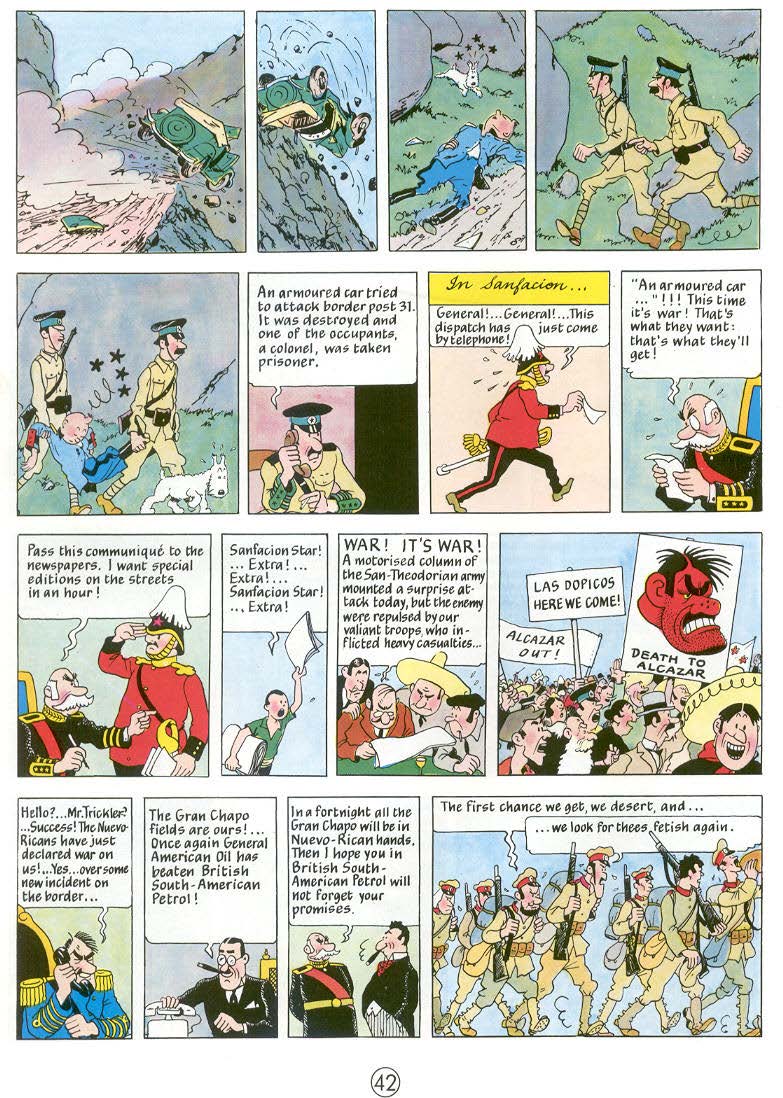 An armoured car tried
to attack border post 31.
It was destroyed and
one of the occupants,
a colonel, was taken
prisoner.
In Sanfacion...
General!...General!...This
dispatch has just come
by telephone!
"An armoured car
..."!!! This time
it's war! That's
what they want:
that's what they'll
get!
Pass this communiqué to the
newspapers. I want special
editions on the streets
in an hour!
Sanfacion Star!
... Extra!...
Extra!...
Sanfacion Star!
... Extra!
WAR! IT'S WAR!
A motorised column of
the San-Theodorian army
mounted a surprise at-
tack today, but the enemy
were repulsed by our
valiant troops, who in-
flicted heavy casualties...
ALCAZAR
OUT!
LAS DOPICOS
HERE WE COME!
DEATH TO
ALCAZAR
Hello?...Mr.Trickler?
...Success! The Nuevo-
Ricans have just
declared war on
us!...Yes...over some
new incident on
the border...
The Gran Chapo
fields are ours!...
Once again General
American Oil has
beaten British
South-American
Petrol!
In a fortnight all the
Gran Chapo will be in
Nuevo-Rican hands.
Then I hope you in
British South-
American Petrol will
not forget your
promises.
The first chance we get, we desert, and...
...we look for thees fetish again.
42